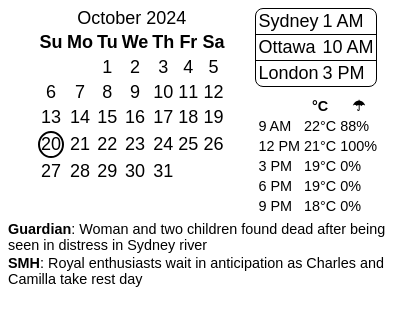 October 2024
Su Mo Tu We Th Fr Sa
1 2 3 4 5
6 7 8 9 10 11 12
13 14 15 16 17 18 19
20 21 22 23 24 25 26
27 28 29 30 31
Sydney 1 AM
Ottawa 10 AM
London 3 PM
°C ☂
9 AM 22°C 88%
12 PM 21°C 100%
3 PM 19°C 0%
6 PM 19°C 0%
9 PM 18°C 0%
Guardian: Woman and two children found dead after being
seen in distress in Sydney river
SMH: Royal enthusiasts wait in anticipation as Charles and
Camilla take rest day